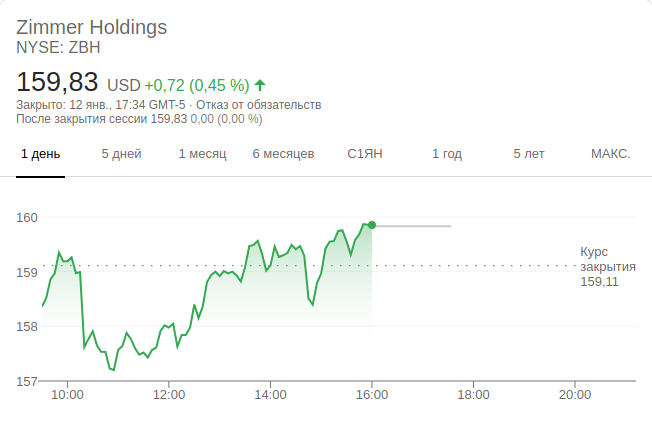 Zimmer Holdings
NYSE: ZBH
159,83 USD +0,72 (0,45 %)
Закрыто: 12 янв., 17:34 GMT-5 · Отказ от обязательств
После закрытия сессии 159,83 0,00 (0,00 %)
1 день 5 дней 1 месяц 6 месяцев С1ЯН 1 год 5 лет МАКС.
160
159
158
157
Курс
закрытия
159,11
10:00 12:00 14:00 16:00 18:00 20:00